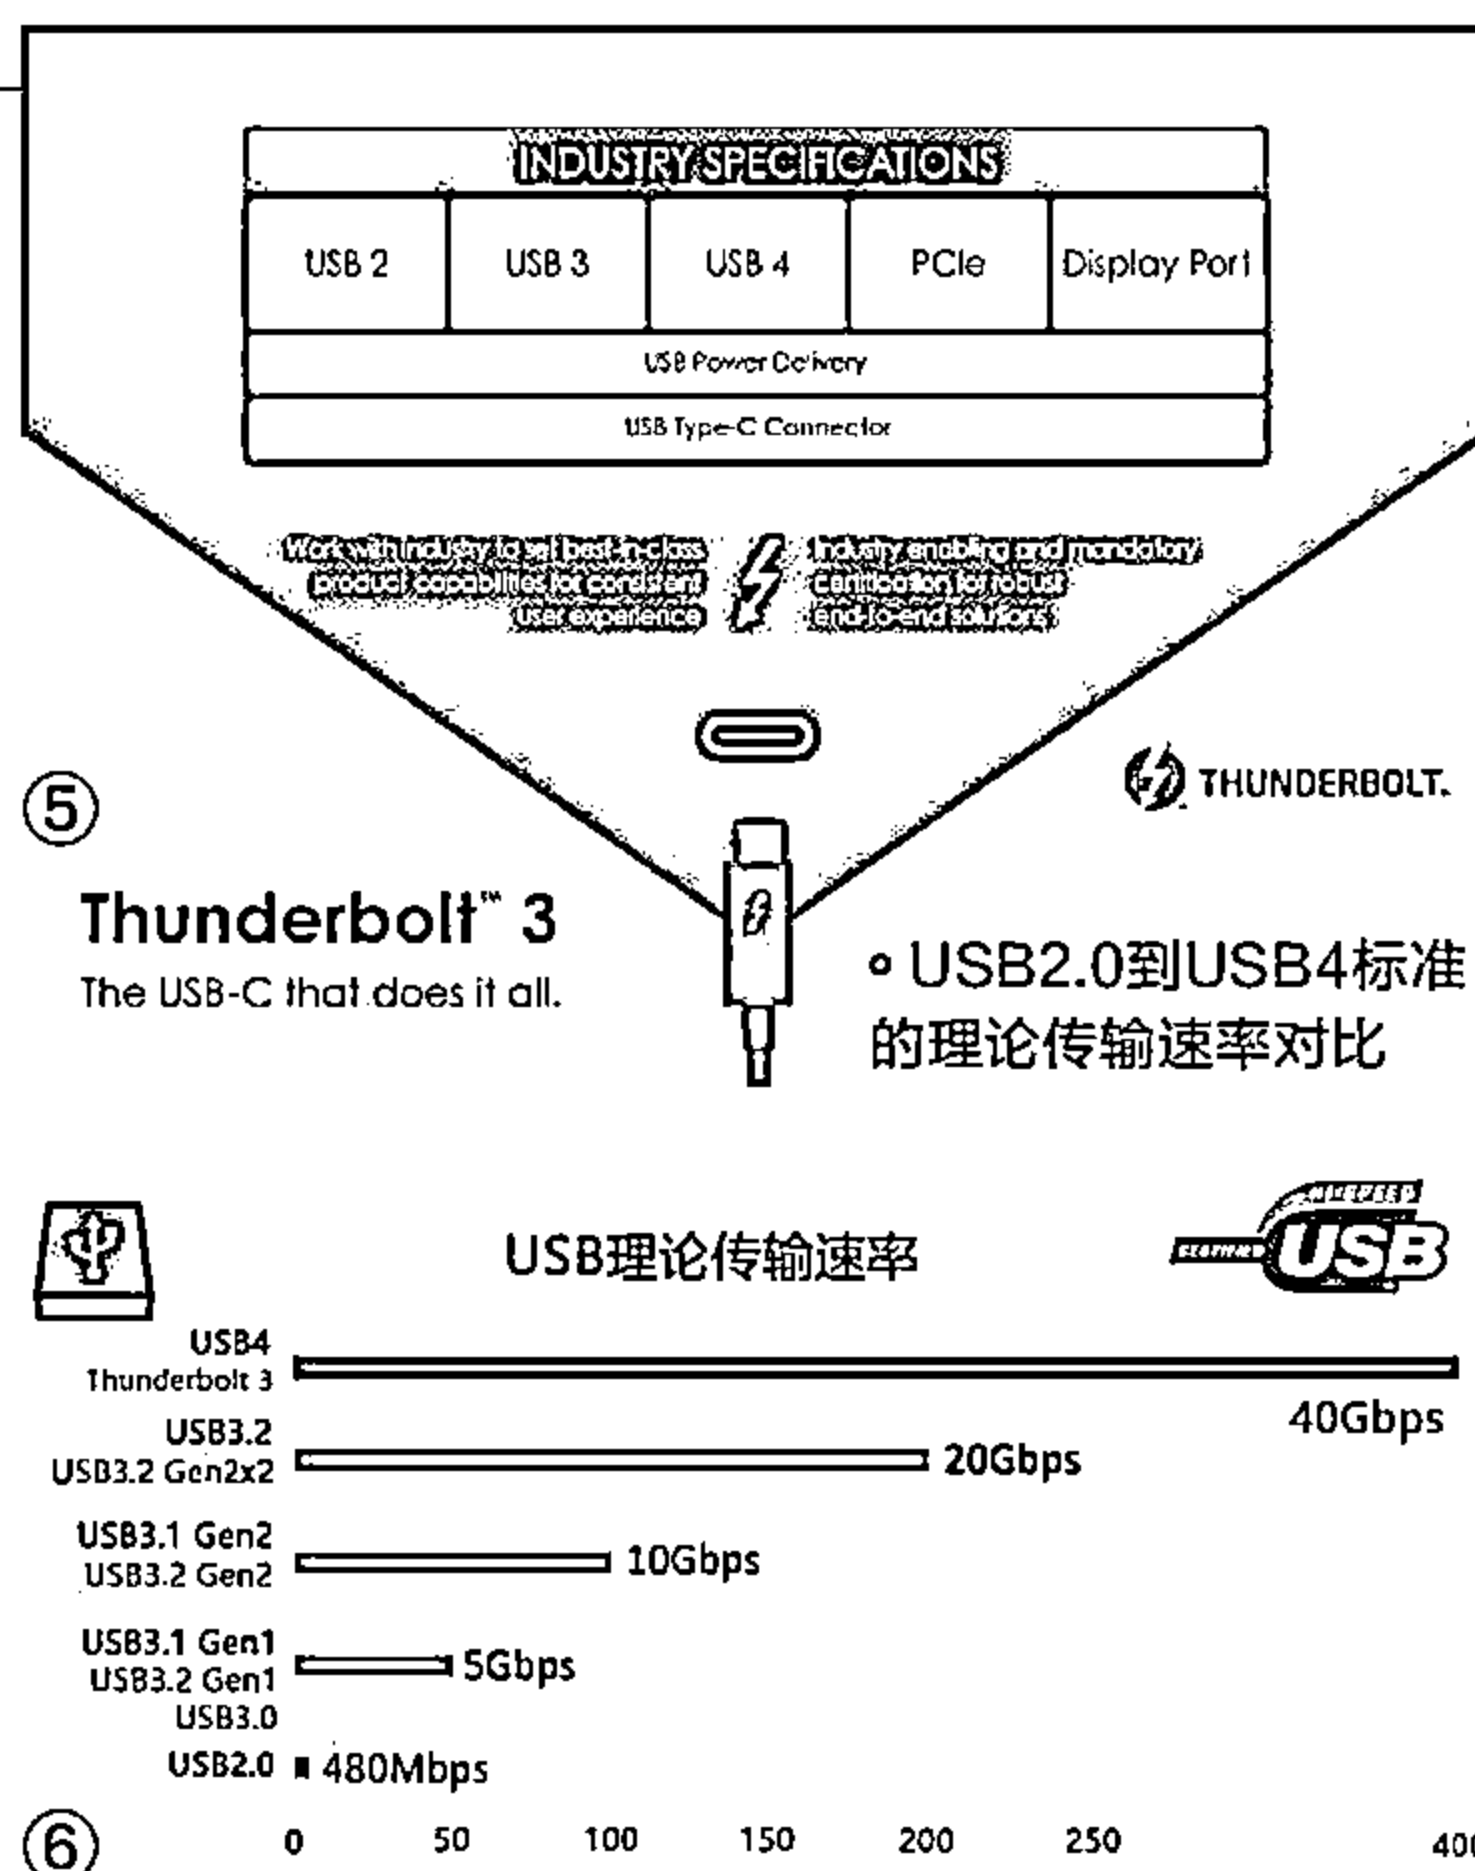 INDUSTRY SPECIFICATIONS
USB 2
USB 3
USB 4
PCIe
Display Port
USB Power Delivery
USB Type-C Connector
Work with industry to set best-in-class
product capabilities for consistent
user experience
Industry enabling and mandatory
certification for robust
end-to-end solutions
THUNDERBOLT™
⑤
Thunderbolt™ 3
The USB-C that does it all.
USB2.0到USB4标准
的理论传输速率对比
USB理论传输速率
CERTIFIED
HI-SPEED
USB
USB4
Thunderbolt 3
40Gbps
USB3.2
USB3.2 Gen2x2
20Gbps
USB3.1 Gen2
USB3.2 Gen2
10Gbps
USB3.1 Gen1
USB3.2 Gen1
USB3.0
5Gbps
USB2.0
480Mbps
0 50 100 150 200 250 400
⑥